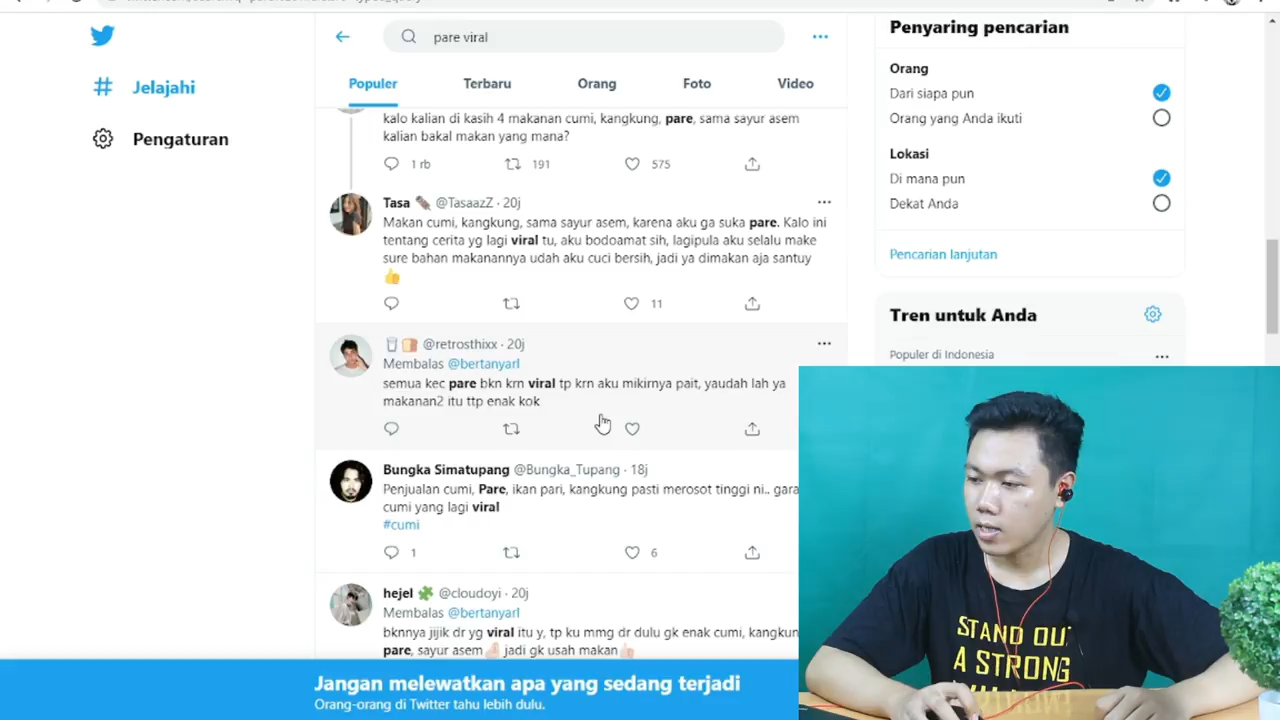 pare viral
Jelajahi
Pengaturan
Populer
Terbaru
Orang
Foto
Video
kalo kalian di kasih 4 makanan cumi, kangkung, pare, sama sayur asem
kalian bakal makan yang mana?
1 rb
191
575
Tasa @TasaazZ · 20j
Makan cumi, kangkung, sama sayur asem, karena aku ga suka pare. Kalo ini
tentang cerita yg lagi viral tu, aku bodoamat sih, lagipula aku selalu make
sure bahan makanannya udah aku cuci bersih, jadi ya dimakan aja santuy
11
@retrosthixx · 20j
Membalas @bertanyarl
semua kec pare bkn krn viral tp krn aku mikirnya pait, yaudah lah ya
makanan2 itu ttp enak kok
Bungka Simatupang @Bungka_Tupang · 18j
Penjualan cumi, Pare, ikan pari, kangkung pasti merosot tinggi ni.. gara
cumi yang lagi viral
#cumi
1
6
hejel @cloudoyi · 20j
Membalas @bertanyarl
bknnya jijik dr yg viral itu y, tp ku mmg dr dulu gk enak cumi, kangkun
pare, sayur asem jadi gk usah makan
Penyaring pencarian
Orang
Dari siapa pun
Orang yang Anda ikuti
Lokasi
Di mana pun
Dekat Anda
Pencarian lanjutan
Tren untuk Anda
Populer di Indonesia
Jangan melewatkan apa yang sedang terjadi
Orang-orang di Twitter tahu lebih dulu.
STAND OUT
A STRONG